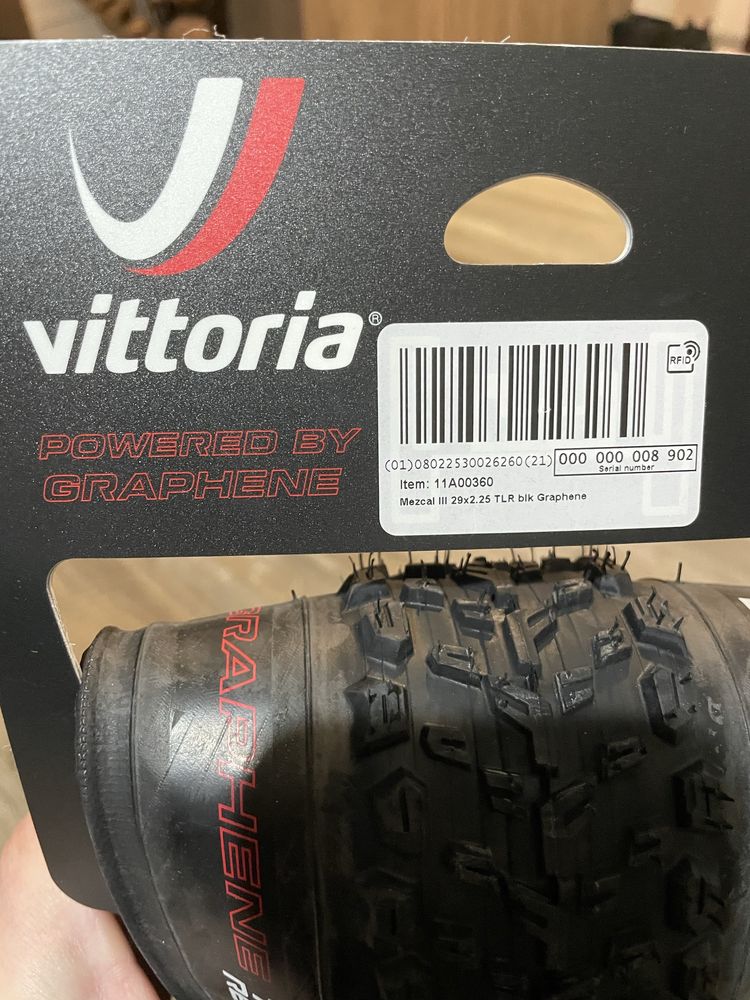 vittoria®
POWERED BY
GRAPHENE
RFID
(01)08022530026260(21)
000 000 008 902
Serial number
Item: 11A00360
Mezcal III 29x2.25 TLR blk Graphene
GRAPHENE